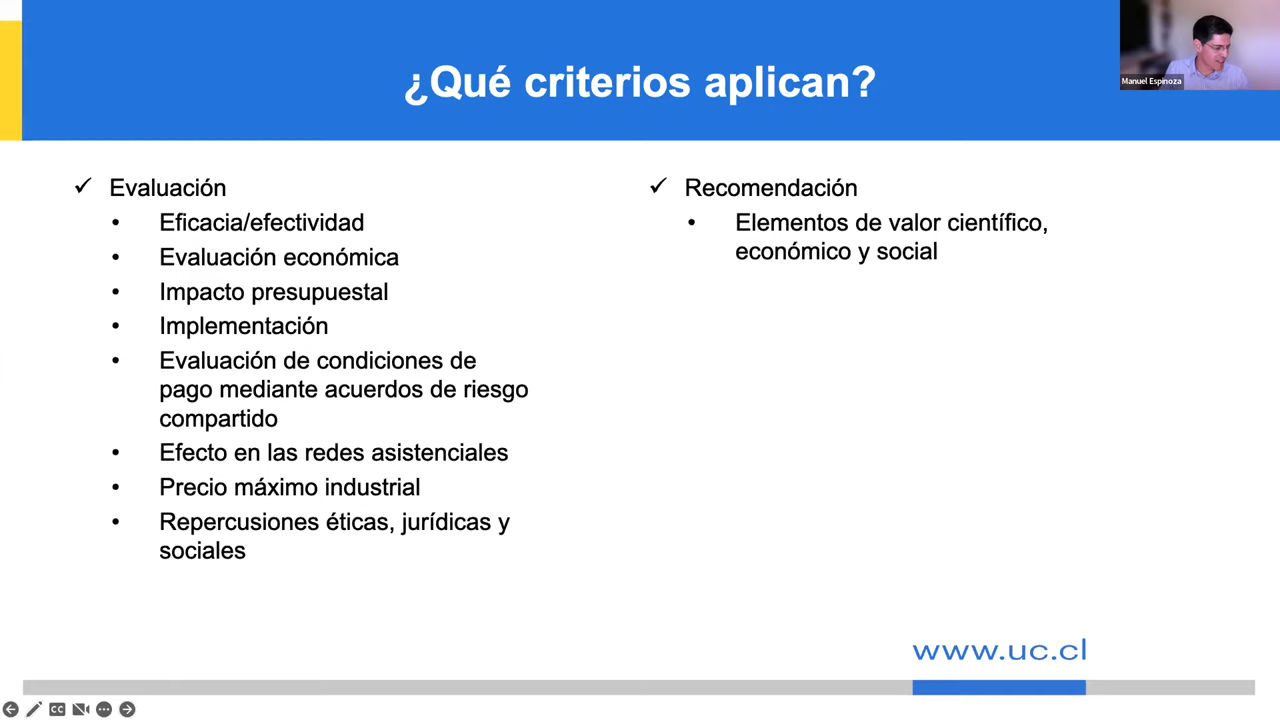 ¿Qué criterios aplican?
Manuel Espinoza
✓ Evaluación
• Eficacia/efectividad
• Evaluación económica
• Impacto presupuestal
• Implementación
• Evaluación de condiciones de
pago mediante acuerdos de riesgo
compartido
• Efecto en las redes asistenciales
• Precio máximo industrial
• Repercusiones éticas, jurídicas y
sociales
✓ Recomendación
• Elementos de valor científico,
económico y social
www.uc.cl
CC